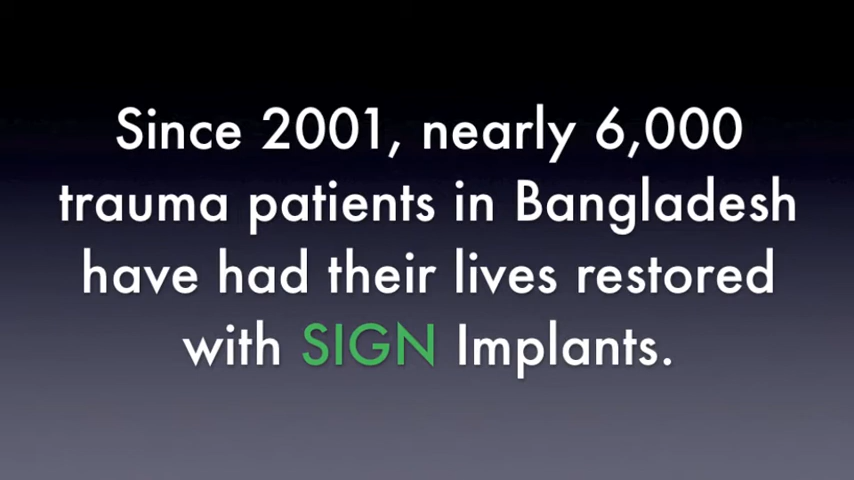 Since 2001, nearly 6,000
trauma patients in Bangladesh
have had their lives restored
with SIGN Implants.